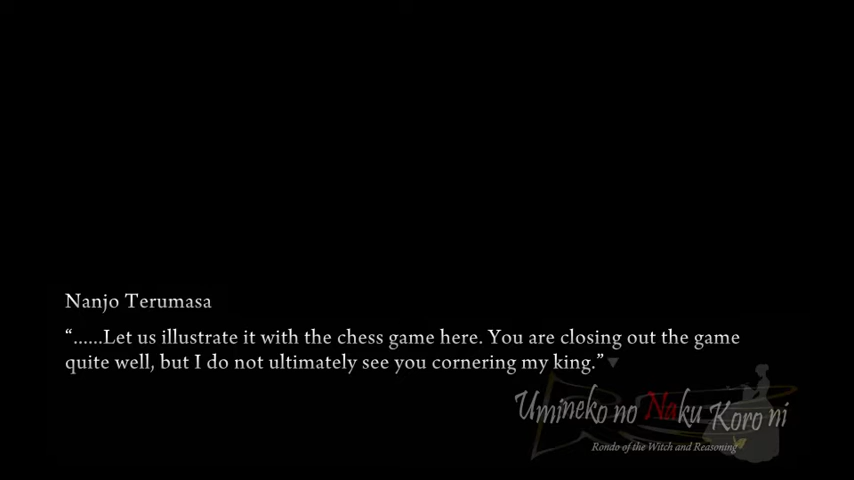 Nanjo Terumasa
“......Let us illustrate it with the chess game here. You are closing out the game
quite well, but I do not ultimately see you cornering my king.”
Umineko no Naku Koro ni
Rondo of the Witch and Reasoning